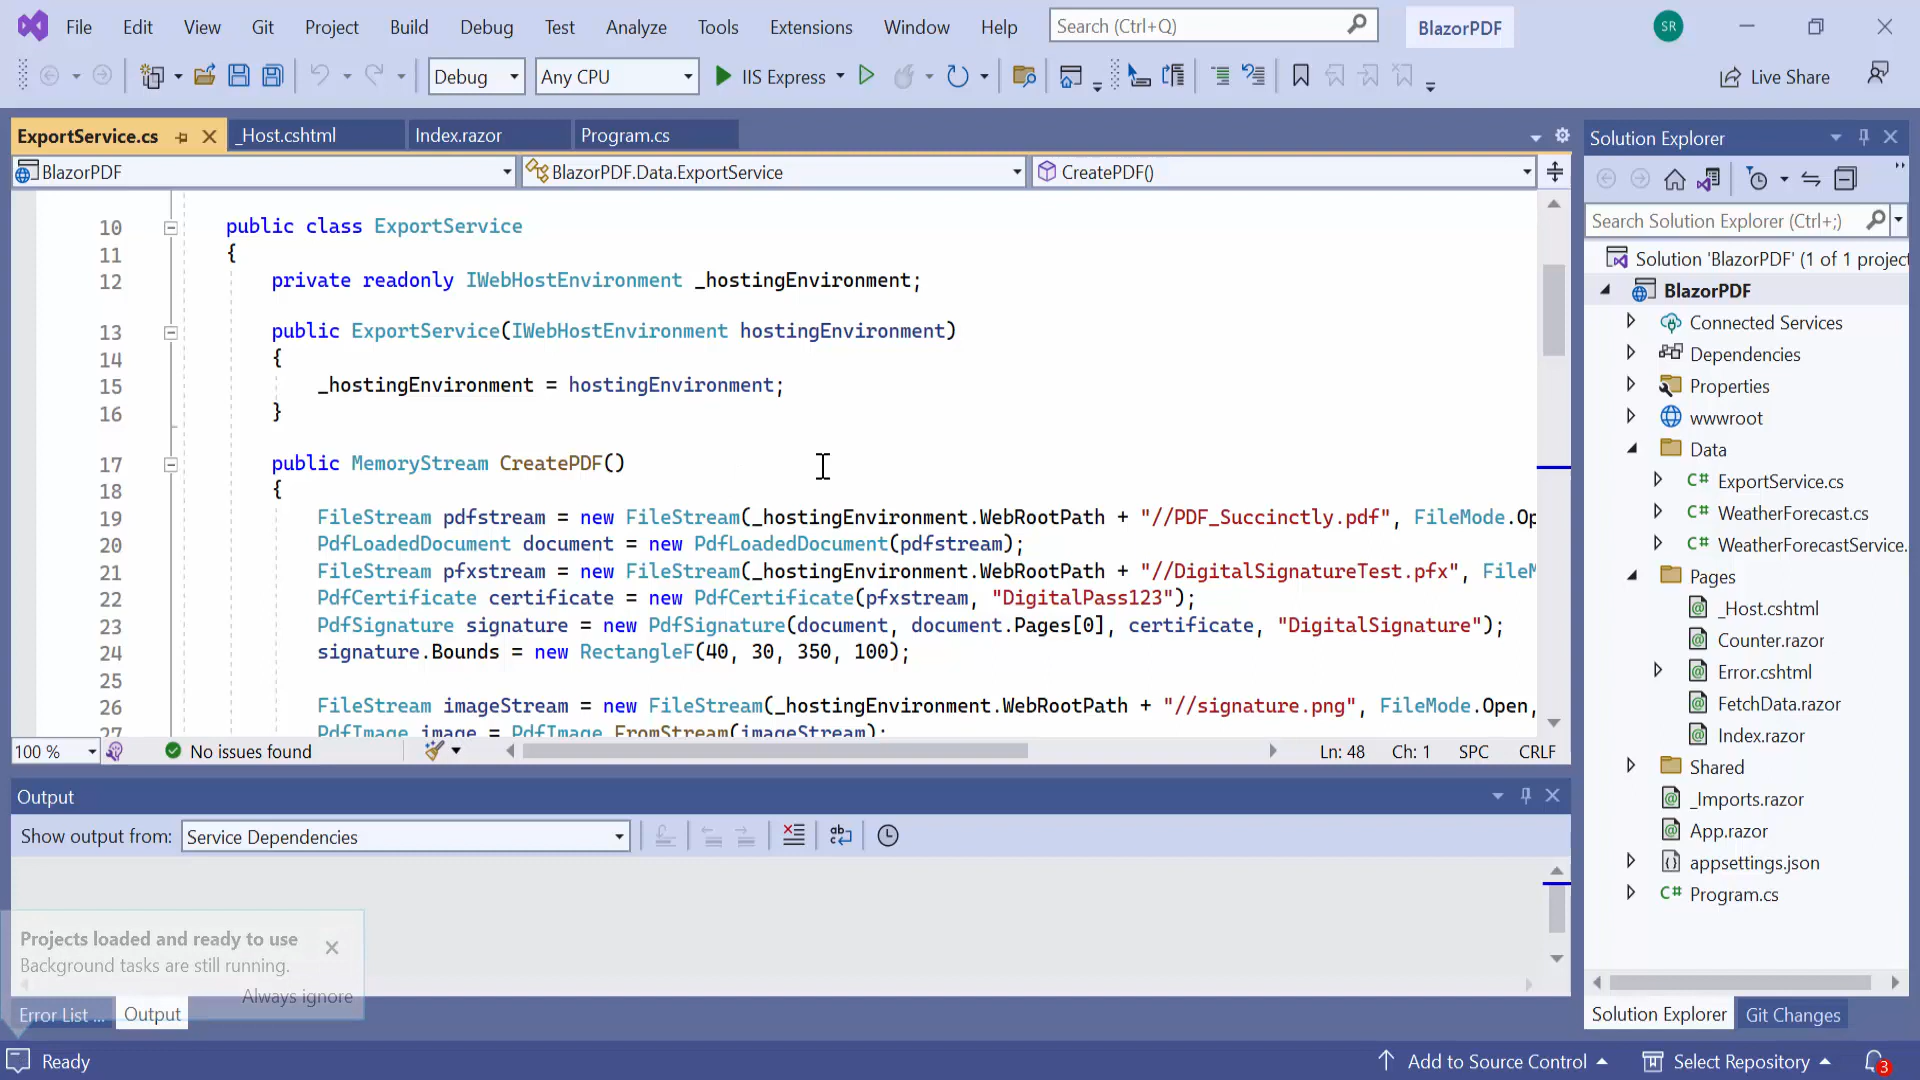 File Edit View Git Project Build Debug Test Analyze Tools Extensions Window Help Search (Ctrl+Q) BlazorPDF SR
Debug Any CPU IIS Express Live Share
ExportService.cs _Host.cshtml Index.razor Program.cs
BlazorPDF BlazorPDF.Data.ExportService CreatePDF()
10 public class ExportService
11 {
12 private readonly IWebHostEnvironment _hostingEnvironment;
13 public ExportService(IWebHostEnvironment hostingEnvironment)
14 {
15 _hostingEnvironment = hostingEnvironment;
16 }
17 public MemoryStream CreatePDF()
18 {
19 FileStream pdfstream = new FileStream(_hostingEnvironment.WebRootPath + "//PDF_Succinctly.pdf", FileMode.Op
20 PdfLoadedDocument document = new PdfLoadedDocument(pdfstream);
21 FileStream pfxstream = new FileStream(_hostingEnvironment.WebRootPath + "//DigitalSignatureTest.pfx", FileM
22 PdfCertificate certificate = new PdfCertificate(pfxstream, "DigitalPass123");
23 PdfSignature signature = new PdfSignature(document, document.Pages[0], certificate, "DigitalSignature");
24 signature.Bounds = new RectangleF(40, 30, 350, 100);
25
26 FileStream imageStream = new FileStream(_hostingEnvironment.WebRootPath + "//signature.png", FileMode.Open,
27 PdfImage image = PdfImage.FromStream(imageStream);
100 % No issues found Ln: 48 Ch: 1 SPC CRLF
Output
Show output from: Service Dependencies
Projects loaded and ready to use
Background tasks are still running.
Always ignore
Error List ... Output
Solution Explorer
Search Solution Explorer (Ctrl+;)
Solution 'BlazorPDF' (1 of 1 project
BlazorPDF
Connected Services
Dependencies
Properties
wwwroot
Data
C# ExportService.cs
C# WeatherForecast.cs
C# WeatherForecastService.
Pages
_Host.cshtml
Counter.razor
Error.cshtml
FetchData.razor
Index.razor
Shared
_Imports.razor
App.razor
appsettings.json
C# Program.cs
Solution Explorer Git Changes
Ready Add to Source Control Select Repository 3